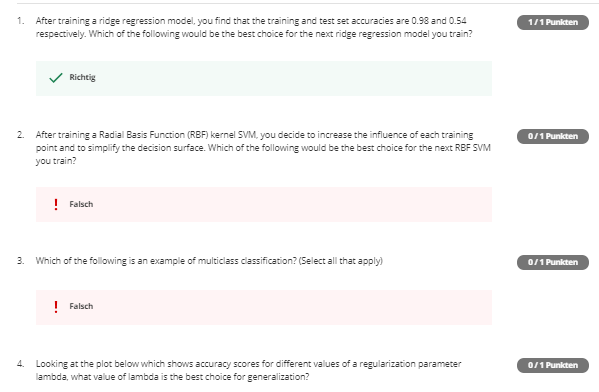 1. After training a ridge regression model, you find that the training and test set accuracies are 0.98 and 0.54
1 / 1 Punkten
respectively. Which of the following would be the best choice for the next ridge regression model you train?
Richtig
2. After training a Radial Basis Function (RBF) kernel SVM, you decide to increase the influence of each training
0 / 1 Punkten
point and to simplify the decision surface. Which of the following would be the best choice for the next RBF SVM
you train?
! Falsch
3. Which of the following is an example of multiclass classification? (Select all that apply)
0 / 1 Punkten
! Falsch
4. Looking at the plot below which shows accuracy scores for different values of a regularization parameter
0 / 1 Punkten
lambda, what value of lambda is the best choice for generalization?